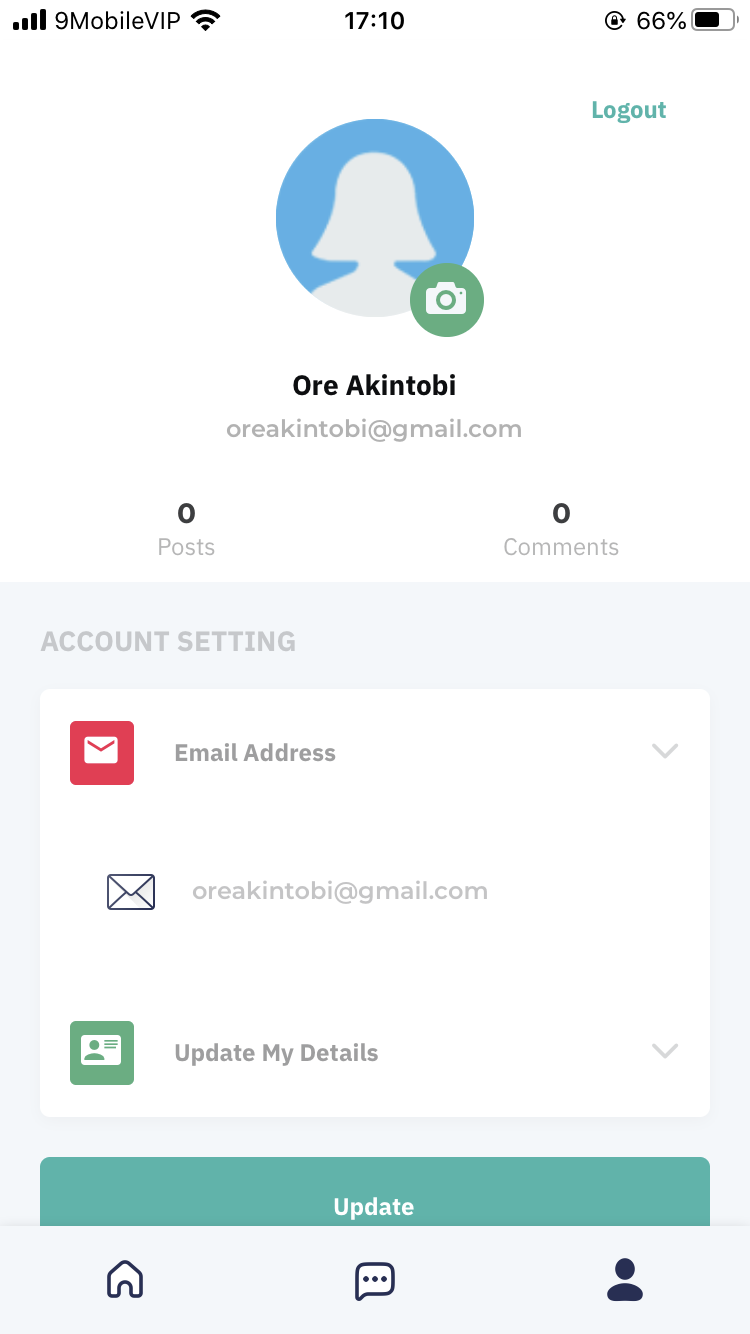 9MobileVIP 17:10 66%
Logout
Ore Akintobi
oreakintobi@gmail.com
0 0
Posts Comments
ACCOUNT SETTING
Email Address
oreakintobi@gmail.com
Update My Details
Update